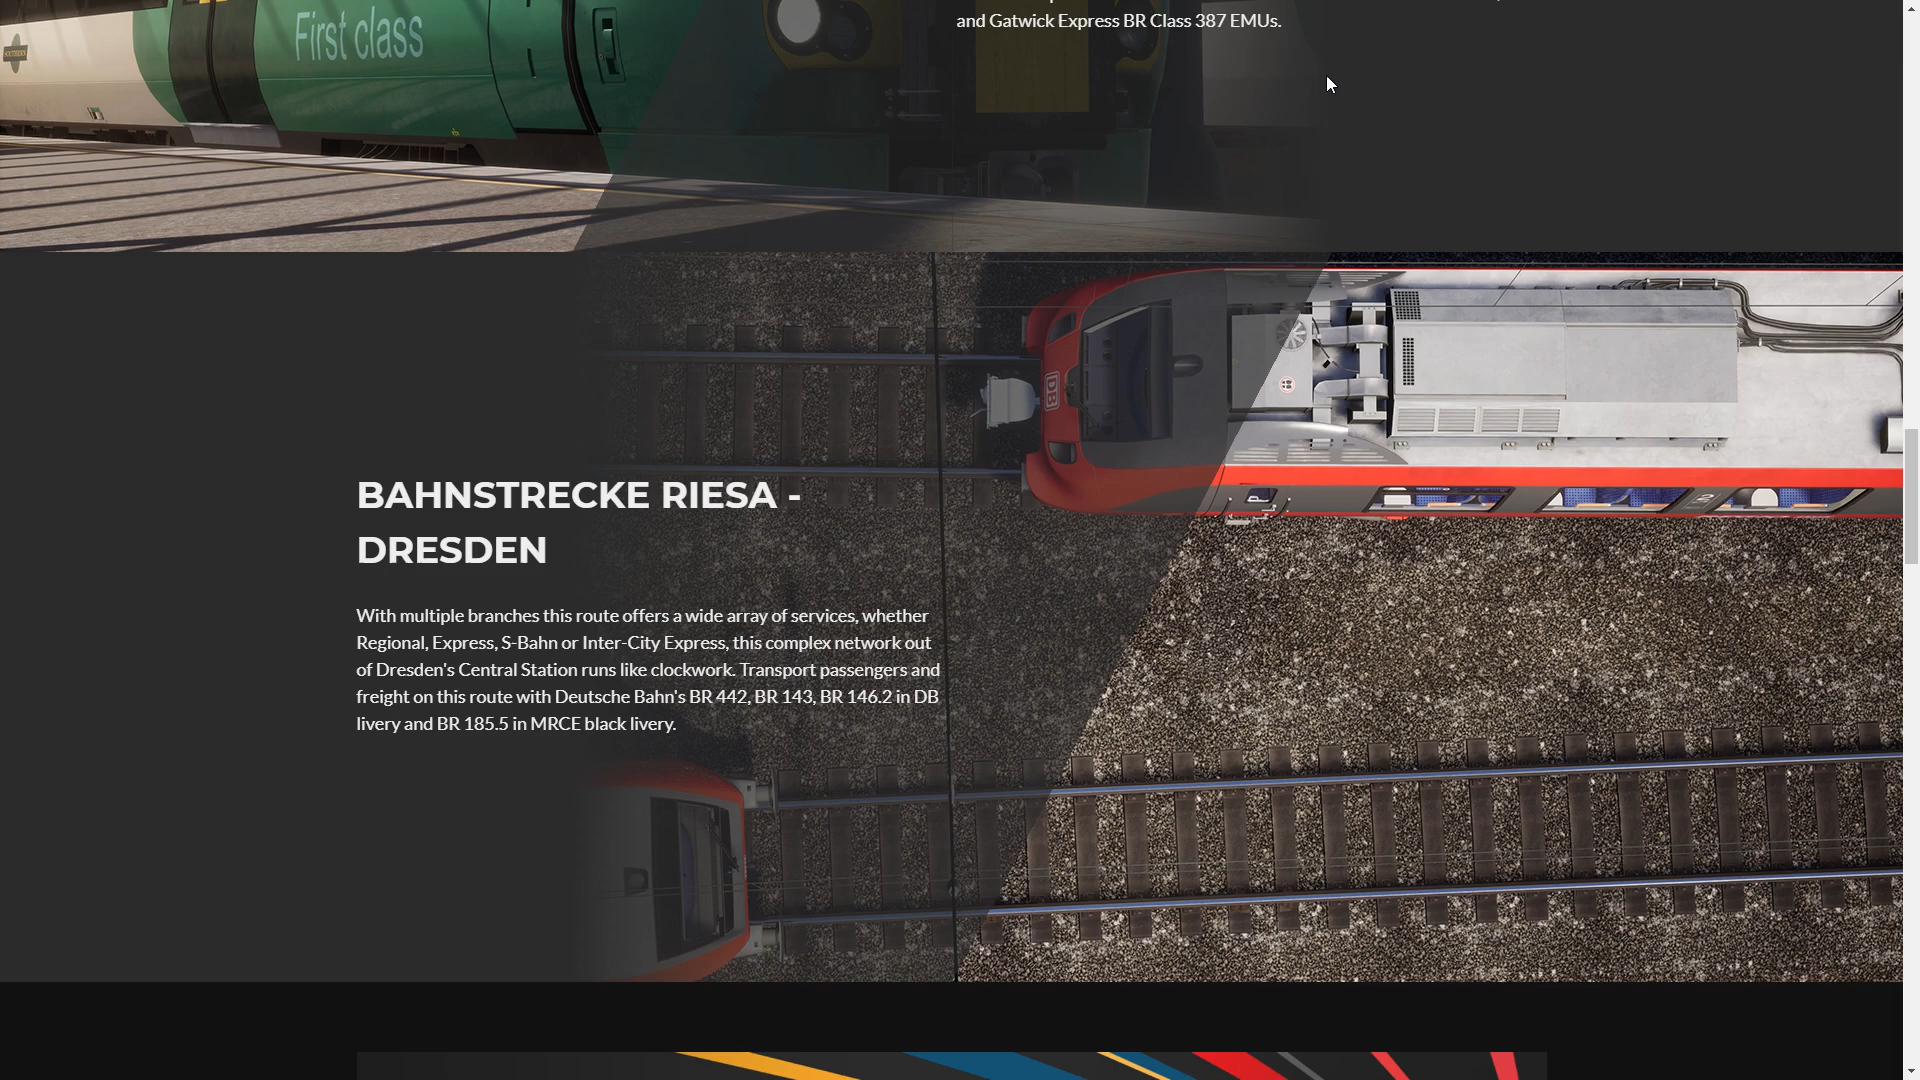 First class
SOUTHERN
and Gatwick Express BR Class 387 EMUs.
DB
BAHNSTRECKE RIESA -
DRESDEN
With multiple branches this route offers a wide array of services, whether
Regional, Express, S-Bahn or Inter-City Express, this complex network out
of Dresden's Central Station runs like clockwork. Transport passengers and
freight on this route with Deutsche Bahn's BR 442, BR 143, BR 146.2 in DB
livery and BR 185.5 in MRCE black livery.